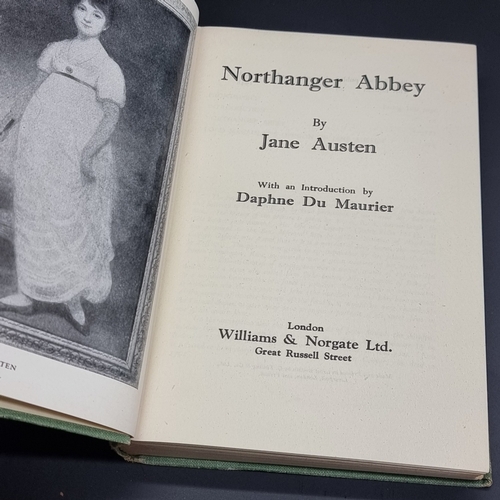 TEN
Northanger Abbey
By
Jane Austen
With an Introduction by
Daphne Du Maurier
London
Williams & Norgate Ltd.
Great Russell Street